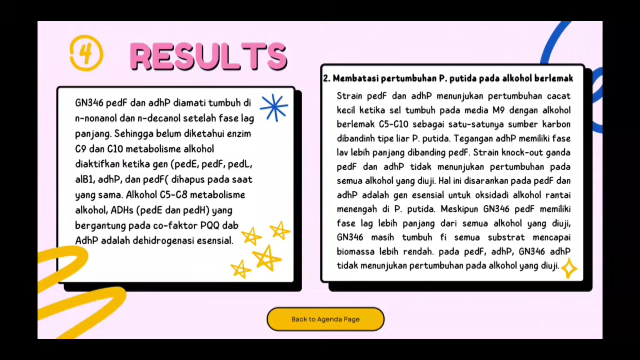 4
RESULTS
GN346 pedF dan adhP diamati tumbuh di
n-nonanol dan n-decanol setelah fase lag
panjang. Sehingga belum diketahui enzim
C9 dan C10 metabolisme alkohol
diaktifkan ketika gen (pedE, pedF, pedL,
alB1, adhP, dan pedF( dihapus pada saat
yang sama. Alkohol C5-C8 metabolisme
alkohol, ADHs (pedE dan pedH) yang
bergantung pada co-faktor PQQ dab
AdhP adalah dehidrogenasi esensial.
2. Membatasi pertumbuhan P. putida pada alkohol berlemak
Strain pedF dan adhP menunjukan pertumbuhan cacat
kecil ketika sel tumbuh pada media M9 dengan alkohol
berlemak C5-C10 sebagai satu-satunya sumber karbon
dibandinh tipe liar P. putida. Tegangan adhP memiliki fase
lav lebih panjang dibanding pedF. Strain knock-out ganda
pedF dan adhP tidak menunjukan pertumbuhan pada
semua alkohol yang diuji. Hal ini disarankan pada pedF dan
adhP adalah gen esensial untuk oksidadi alkohol rantai
menengah di P. putida. Meskipun GN346 pedF memiliki
fase lag lebih panjang dari semua alkohol yang diuji,
GN346 masih tumbuh fi semua substrat mencapai
biomassa lebih rendah. pada pedF, adhP, GN346 adhP
tidak menunjukan pertumbuhan pada alkohol yang diuji.
Back to Agenda Page